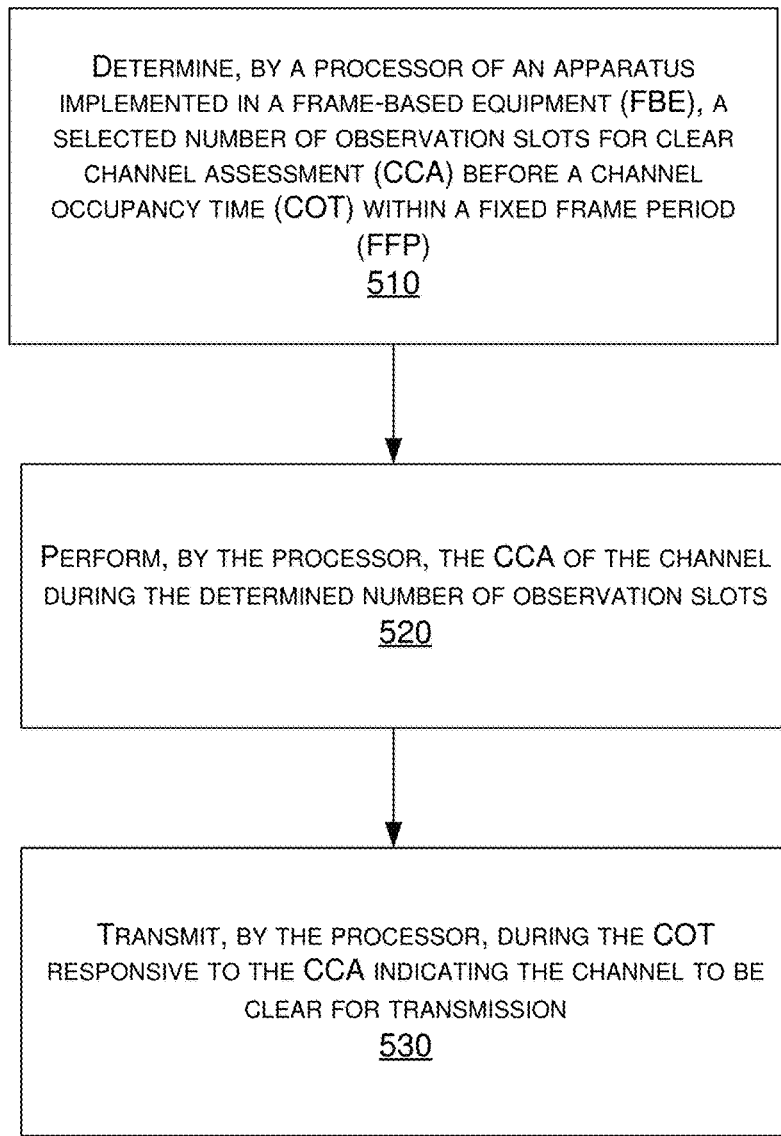 DETERMINE, BY A PROCESSOR OF AN APPARATUS
IMPLEMENTED IN A FRAME-BASED EQUIPMENT (FBE), A
SELECTED NUMBER OF OBSERVATION SLOTS FOR CLEAR
CHANNEL ASSESSMENT (CCA) BEFORE A CHANNEL
OCCUPANCY TIME (COT) WITHIN A FIXED FRAME PERIOD
(FFP)
510
PERFORM, BY THE PROCESSOR, THE CCA OF THE CHANNEL
DURING THE DETERMINED NUMBER OF OBSERVATION SLOTS
520
TRANSMIT, BY THE PROCESSOR, DURING THE COT
RESPONSIVE TO THE CCA INDICATING THE CHANNEL TO BE
CLEAR FOR TRANSMISSION
530